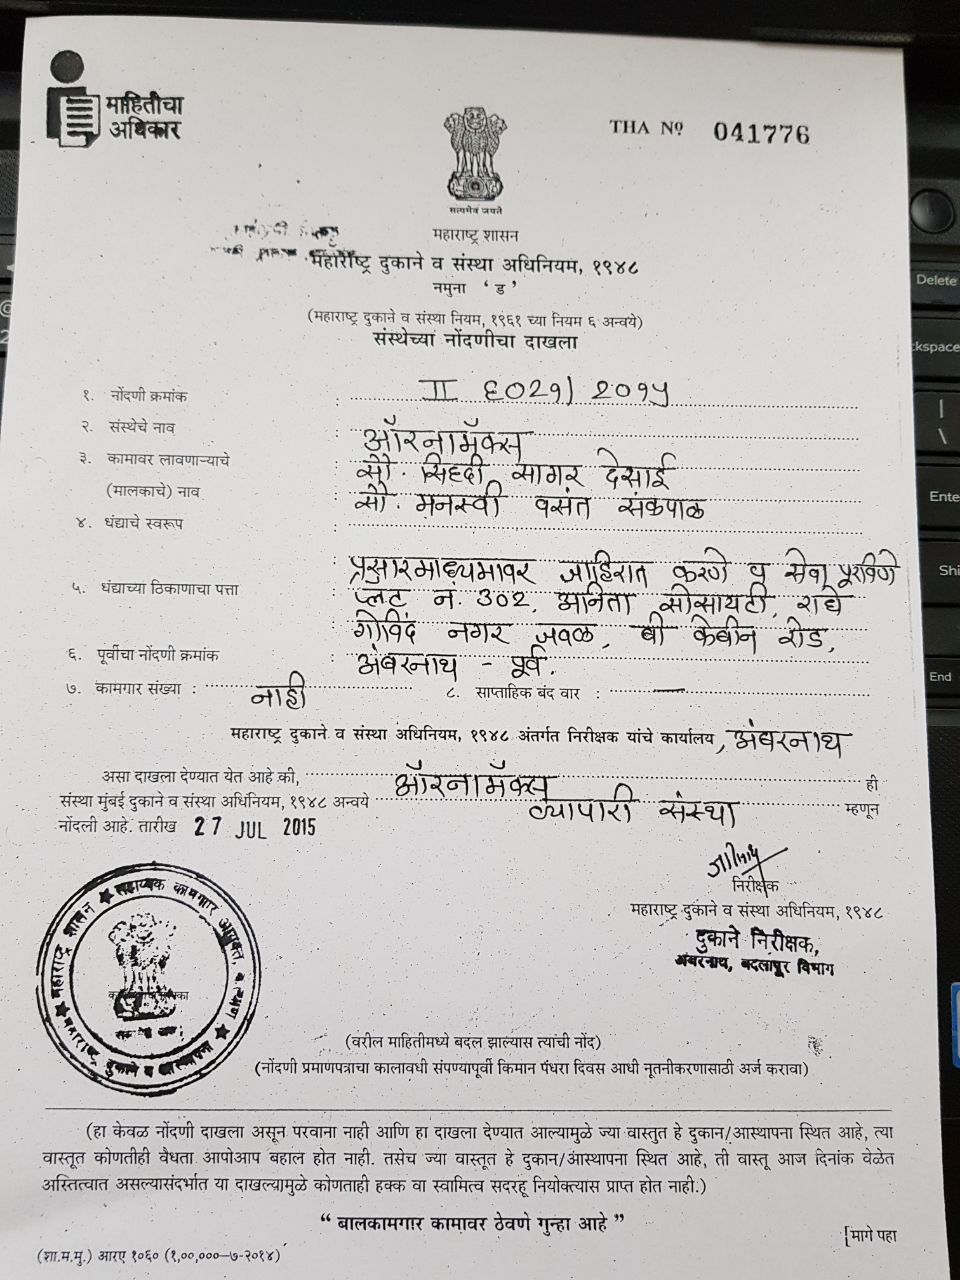 माहितीचा
अधिकार
THA Nº 041776
सत्यमेव जयते
महाराष्ट्र शासन
महाराष्ट्र दुकाने व संस्था अधिनियम, १९४८
नमुना ‘ ड ’
(महाराष्ट्र दुकाने व संस्था नियम, १९६१ च्या नियम ६ अन्वये)
संस्थेच्या नोंदणीचा दाखला
१. नोंदणी क्रमांक : II ६०२१/ २०१५
२. संस्थेचे नाव : ऑरनामॅक्स
३. कामावर लावणाऱ्याचे : सौ. सिद्दी सागर देसाई
(मालकाचे) नाव : सौ. मनस्वी वसंत संकपाळ
४. धंद्याचे स्वरूप :
प्रसारमाध्यमावर जाहिरात करणे व सेवा पूरविणे
५. धंद्याच्या ठिकाणाचा पत्ता : प्लट न. ३०२, अनिता सोसायटी, राधे
गोविंद नगर जवळ, बी केबीन रोड,
६. पूर्वीचा नोंदणी क्रमांक : अंबरनाथ - पूर्व.
७. कामगार संख्या : नाही ८. साप्ताहिक बंद वार : —
महाराष्ट्र दुकाने व संस्था अधिनियम, १९४८ अंतर्गत निरीक्षक यांचे कार्यालय, अंबरनाथ
असा दाखला देण्यात येत आहे की, ऑरनामॅक्स ही
संस्था मुंबई दुकाने व संस्था अधिनियम, १९४८ अन्वये व्यापारी संस्था म्हणून
नोंदली आहे. तारीख 27 JUL 2015
निरीक्षक
महाराष्ट्र दुकाने व संस्था अधिनियम, १९४८
दुकाने निरीक्षक,
अंबरनाथ, बदलापूर विभाग
महाराष्ट्र शासन ★ सहाय्यक कामगार आयुक्त
महाराष्ट्र दुकाने व आस्थापना
(वरील माहितीमध्ये बदल झाल्यास त्यांची नोंद)
(नोंदणी प्रमाणपत्राचा कालावधी संपण्यापूर्वी किमान पंधरा दिवस आधी नूतनीकरणासाठी अर्ज करावा)
(हा केवळ नोंदणी दाखला असून परवाना नाही आणि हा दाखला देण्यात आल्यामुळे ज्या वास्तुत हे दुकान/आस्थापना स्थित आहे, त्या
वास्तूत कोणतीही वैधता आपोआप बहाल होत नाही. तसेच ज्या वास्तूत हे दुकान/आस्थापना स्थित आहे, ती वास्तू आज दिनांक वेळेत
अस्तित्वात असल्यासंदर्भात या दाखल्यामुळे कोणताही हक्क वा स्वामित्व सदरहू नियोक्त्यास प्राप्त होत नाही.)
“ बालकामगार कामावर ठेवणे गुन्हा आहे ”
[मागे पहा
(शा.म.मु.) आरए १०६० (१,००,०००—७-२०१४)
Delete
kspace
Ente
Shi
End